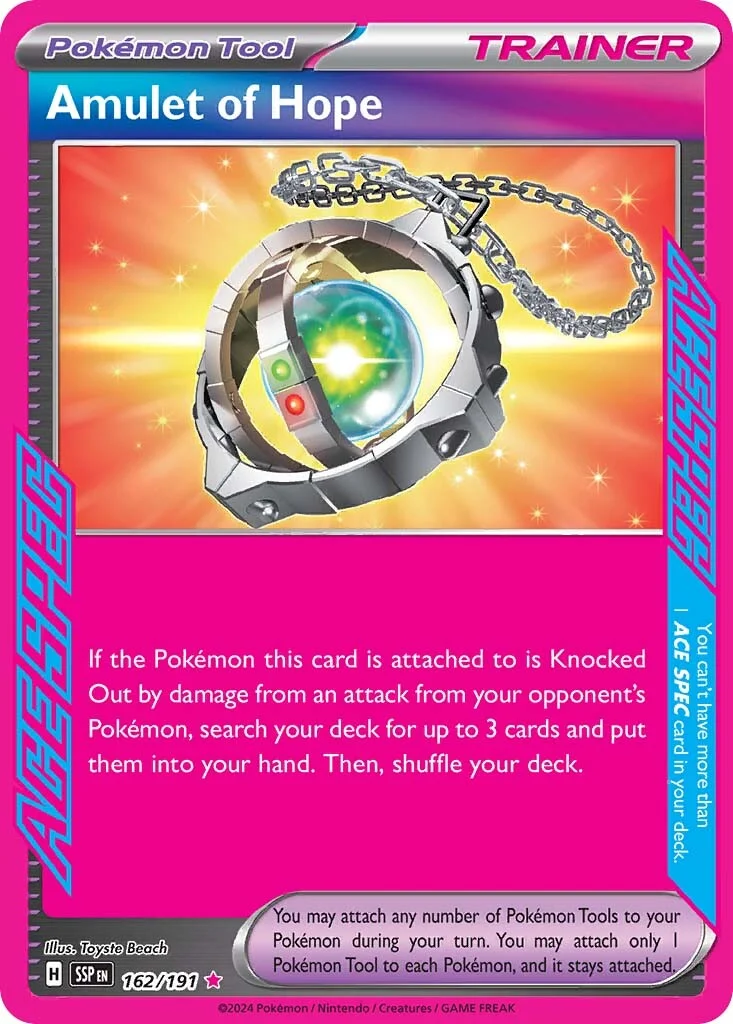 Pokémon Tool
TRAINER
Amulet of Hope
ACE SPEC
ACE SPEC
You can't have more than
1 ACE SPEC card in your deck.
If the Pokémon this card is attached to is Knocked
Out by damage from an attack from your opponent's
Pokémon, search your deck for up to 3 cards and put
them into your hand. Then, shuffle your deck.
You may attach any number of Pokémon Tools to your
Pokémon during your turn. You may attach only 1
Pokémon Tool to each Pokémon, and it stays attached.
Illus. Toyste Beach
H SSP EN 162/191 ★
©2024 Pokémon / Nintendo / Creatures / GAME FREAK